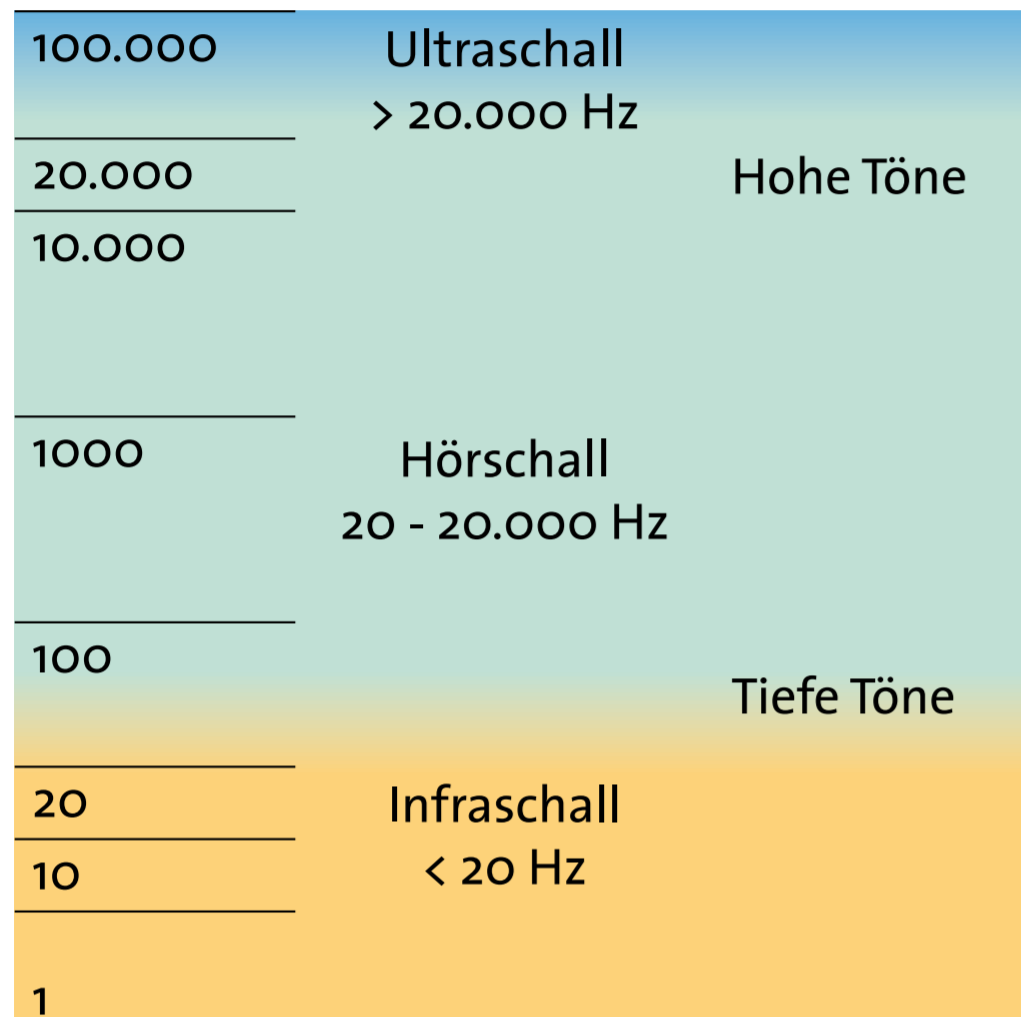 100.000
Ultraschall
> 20.000 Hz
20.000
Hohe Töne
10.000
1000
Hörschall
20 - 20.000 Hz
100
Tiefe Töne
20
Infraschall
< 20 Hz
10
1